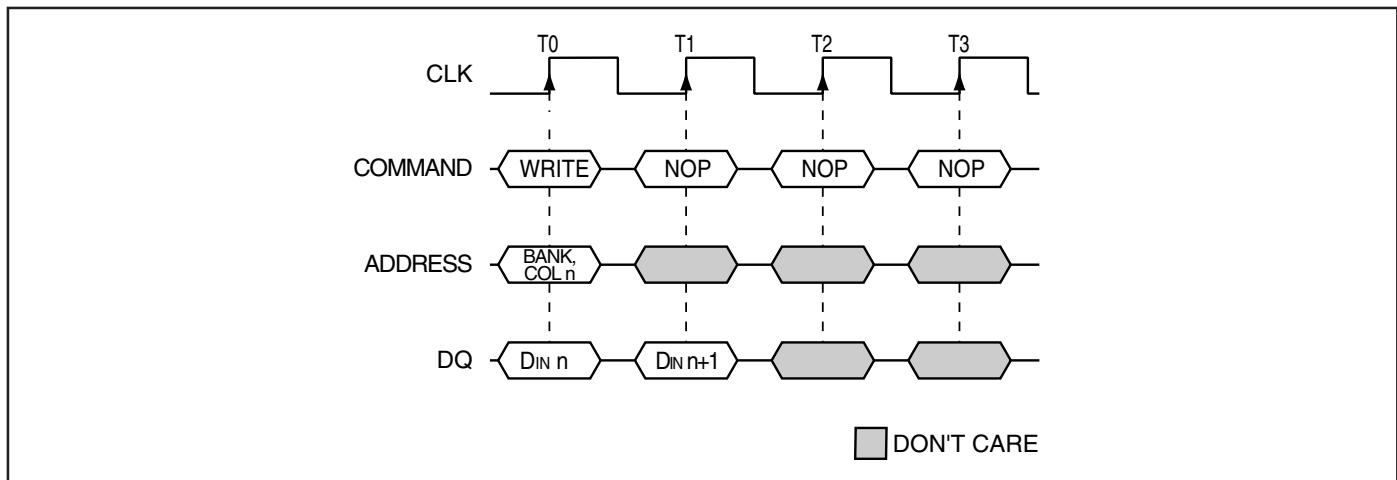 T0 T1 T2 T3
CLK
COMMAND WRITE NOP NOP NOP
ADDRESS BANK,
COL n
DQ DIN n DIN n+1
DON'T CARE